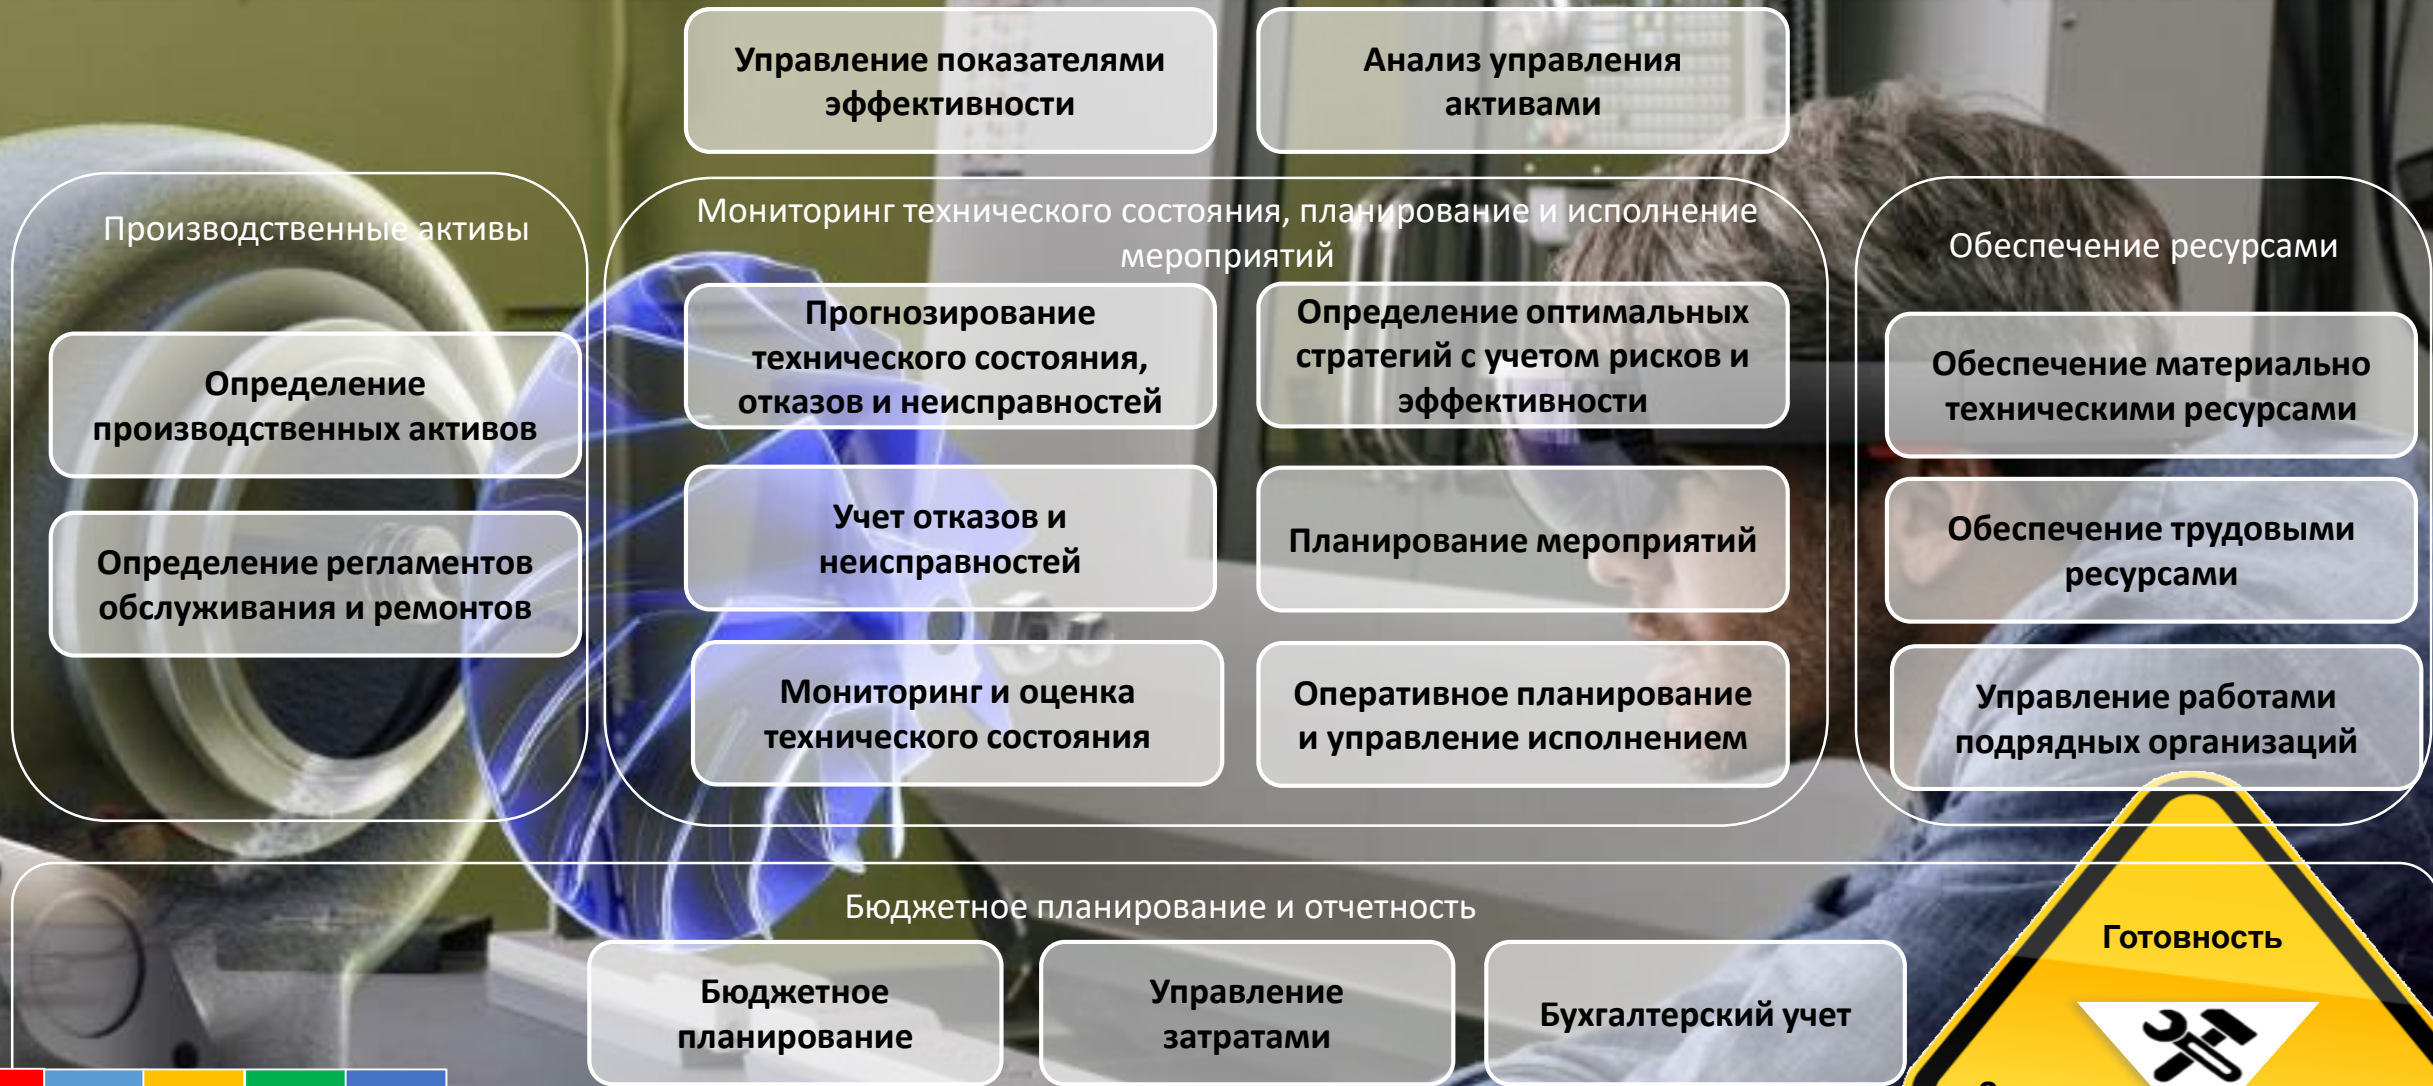 Управление показателями
эффективности
Анализ управления
активами
Производственные активы
Определение
производственных активов
Определение регламентов
обслуживания и ремонтов
Мониторинг технического состояния, планирование и исполнение
мероприятий
Прогнозирование
технического состояния,
отказов и неисправностей
Определение оптимальных
стратегий с учетом рисков и
эффективности
Учет отказов и
неисправностей
Планирование мероприятий
Мониторинг и оценка
технического состояния
Оперативное планирование
и управление исполнением
Обеспечение ресурсами
Обеспечение материально
техническими ресурсами
Обеспечение трудовыми
ресурсами
Управление работами
подрядных организаций
Бюджетное планирование и отчетность
Бюджетное
планирование
Управление
затратами
Бухгалтерский учет
Готовность